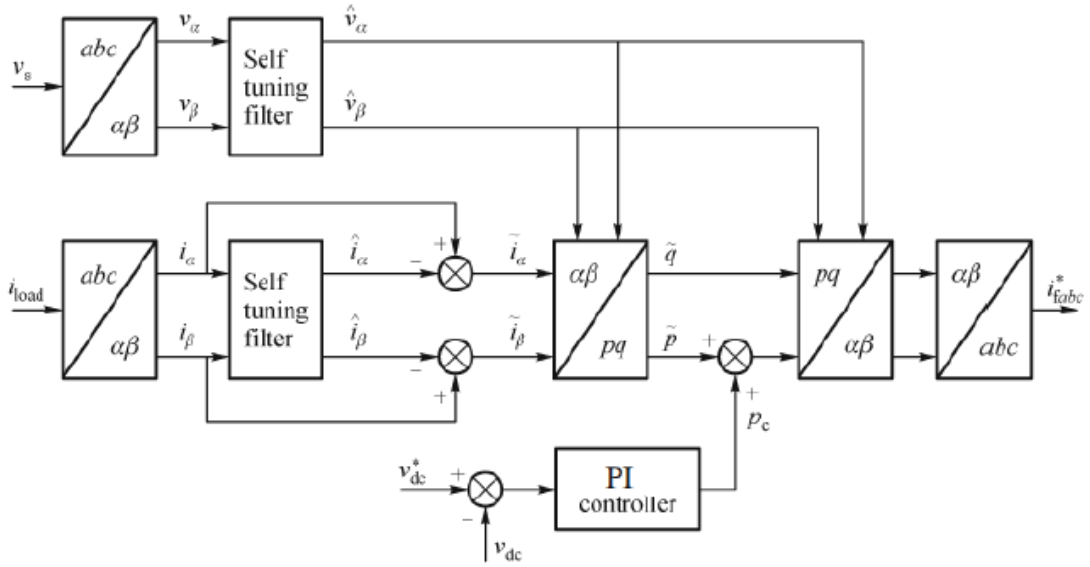 v_s
abc
αβ
v_α
v_β
Self
tuning
filter
v̂_α
v̂_β
i_load
abc
αβ
i_α
i_β
Self
tuning
filter
î_α
î_β
+
−
−
+
ĩ_α
ĩ_β
αβ
pq
q̃
p̃
+
+
p_c
pq
αβ
αβ
abc
i*_fabc
v*_dc
+
−
v_dc
PI
controller